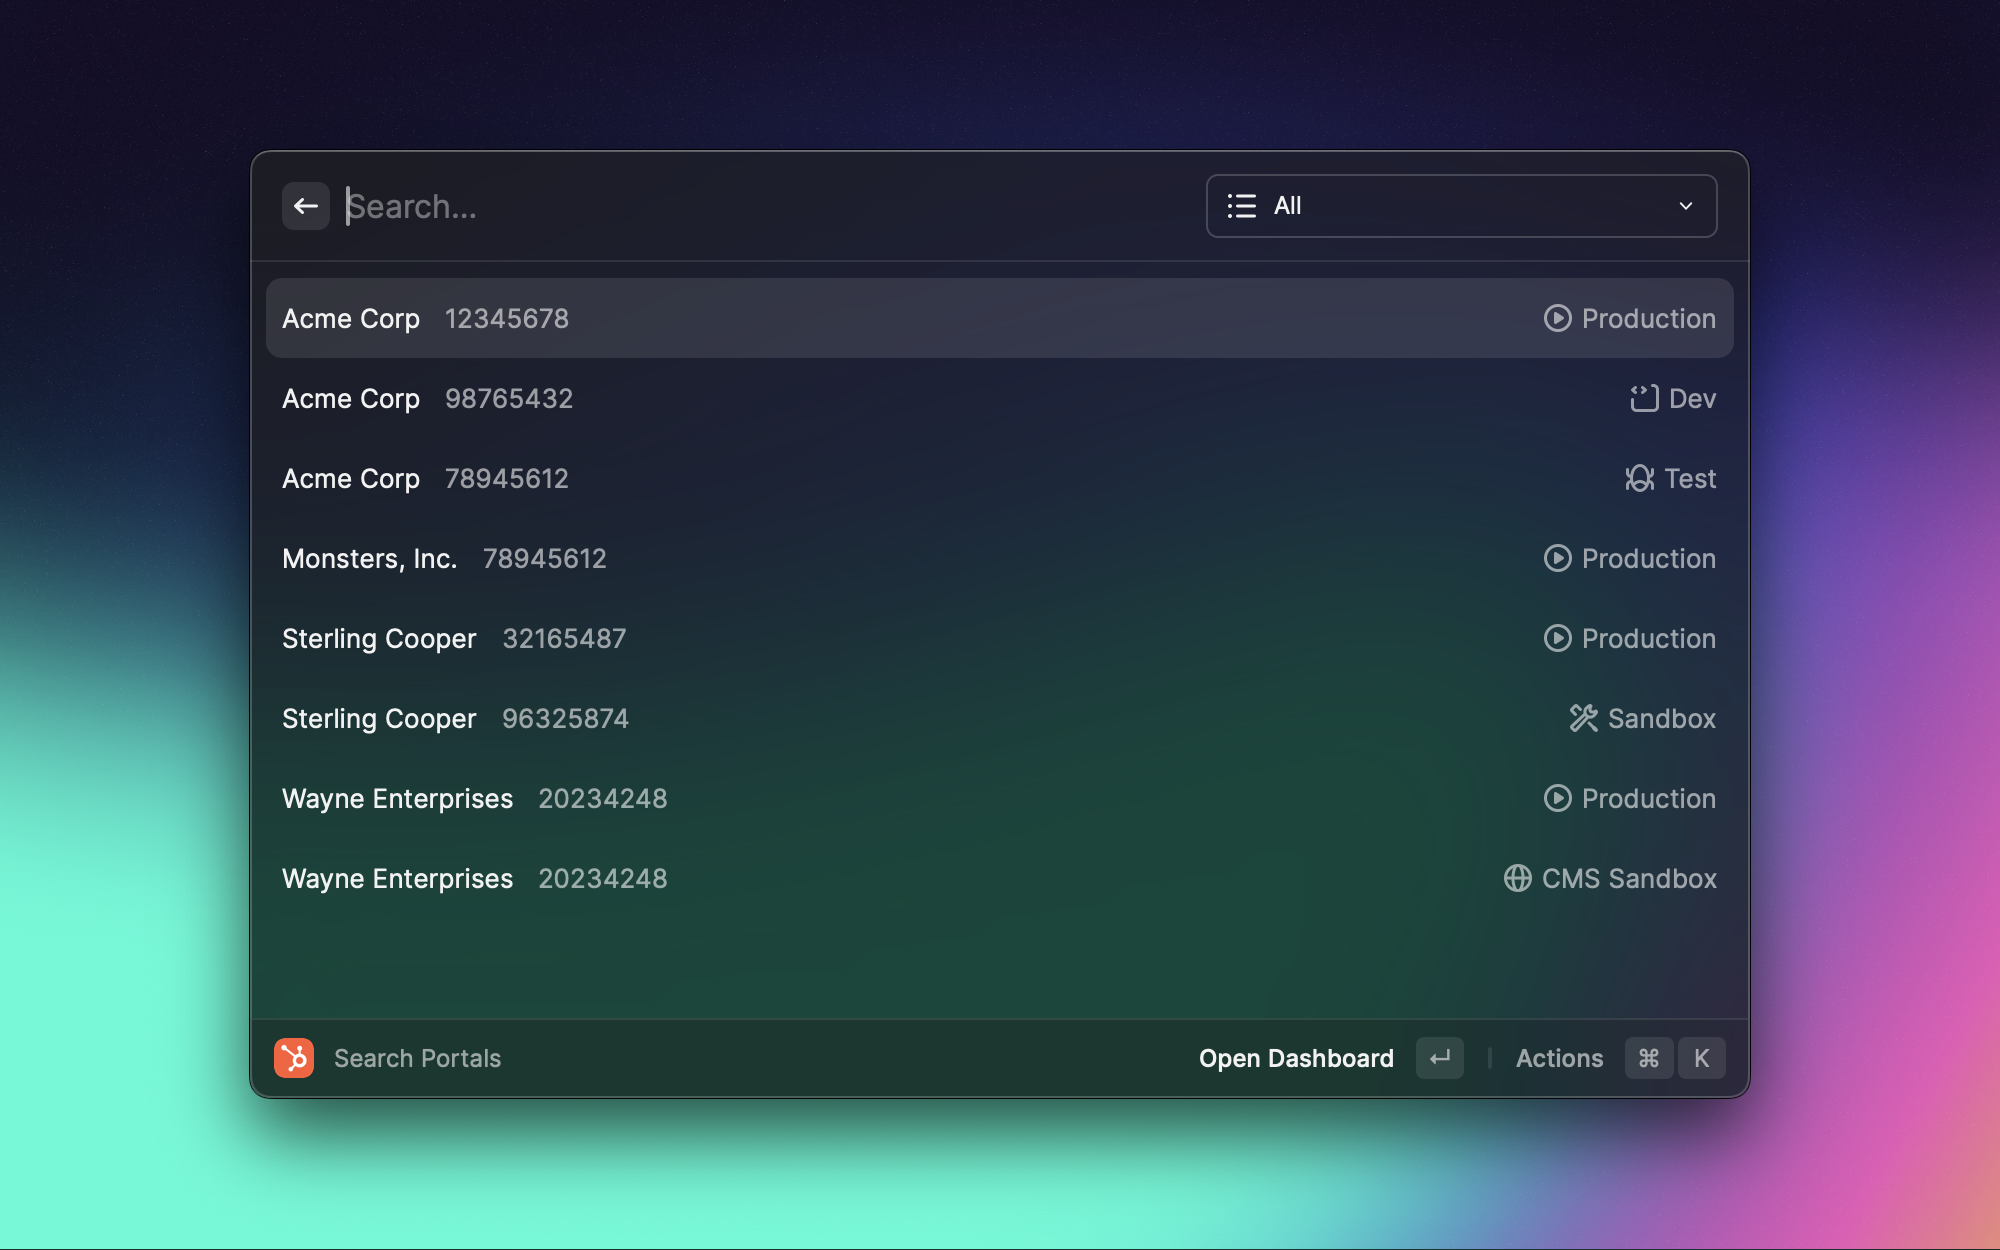 Search... All
Acme Corp 12345678 Production
Acme Corp 98765432 Dev
Acme Corp 78945612 Test
Monsters, Inc. 78945612 Production
Sterling Cooper 32165487 Production
Sterling Cooper 96325874 Sandbox
Wayne Enterprises 20234248 Production
Wayne Enterprises 20234248 CMS Sandbox
Search Portals Open Dashboard ↵ Actions ⌘ K